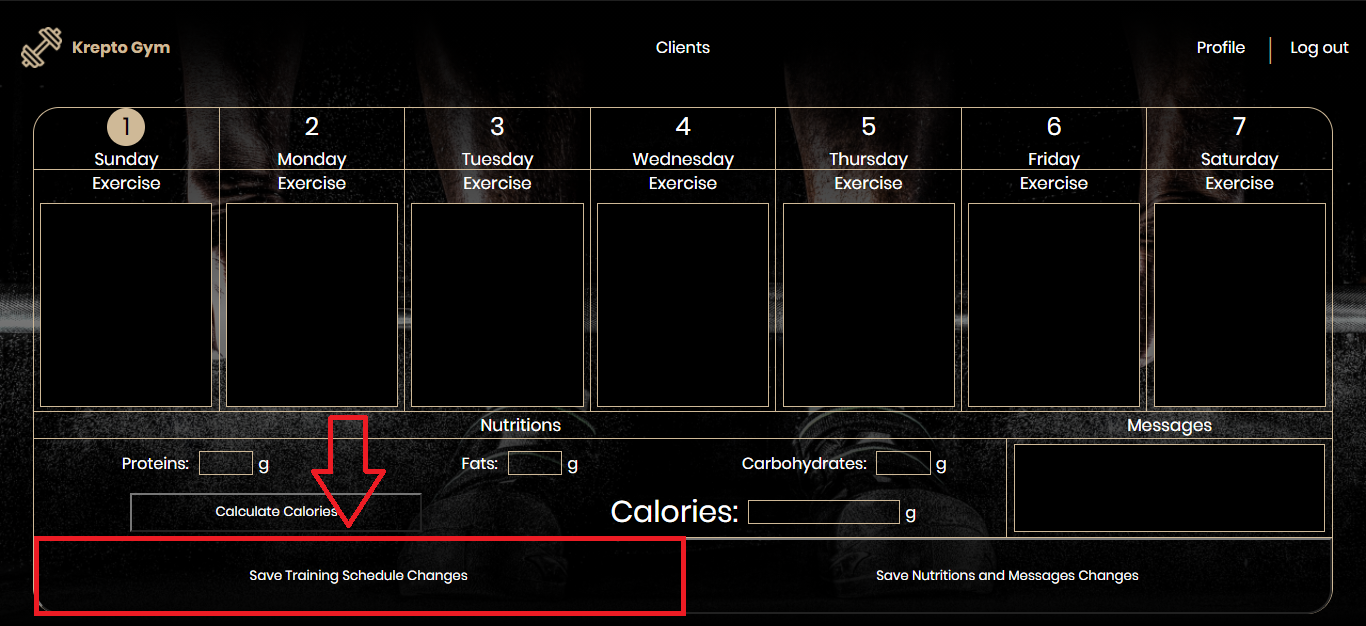 Krepto Gym Clients Profile Log out
1 2 3 4 5 6 7
Sunday Monday Tuesday Wednesday Thursday Friday Saturday
Exercise Exercise Exercise Exercise Exercise Exercise Exercise
Nutritions Messages
Proteins: g Fats: g Carbohydrates: g
Calculate Calories Calories: g
Save Training Schedule Changes Save Nutritions and Messages Changes